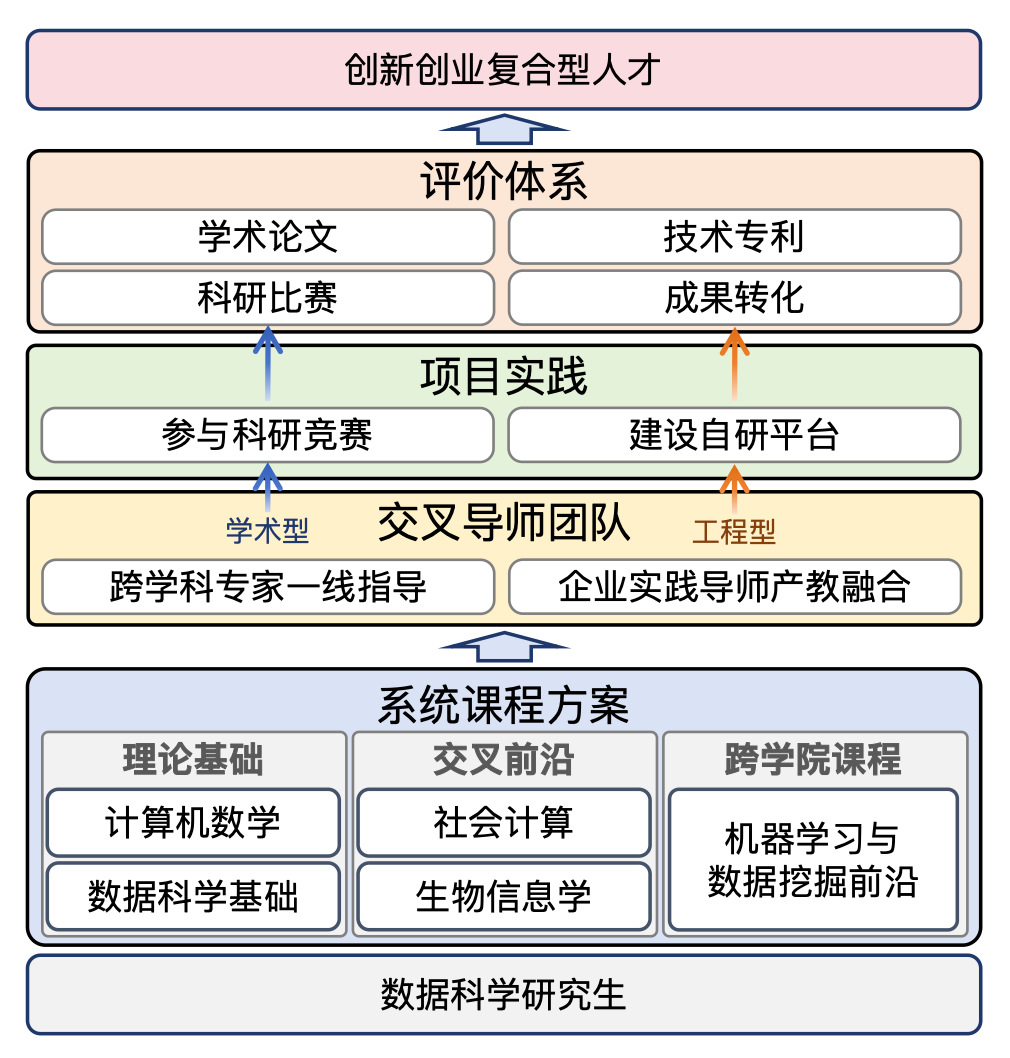 创新创业复合型人才
评价体系
学术论文
技术专利
科研比赛
成果转化
项目实践
参与科研竞赛
建设自研平台
学术型
交叉导师团队
工程型
跨学科专家一线指导
企业实践导师产教融合
系统课程方案
理论基础
交叉前沿
跨学院课程
计算机数学
社会计算
机器学习与
数据挖掘前沿
数据科学基础
生物信息学
数据科学研究生